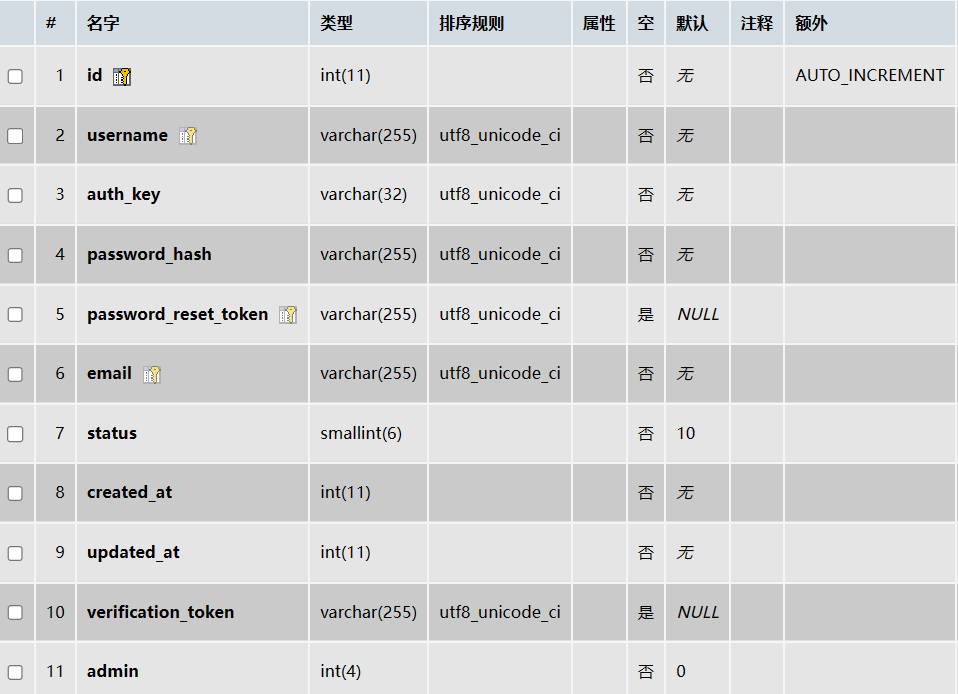 # 名字 类型 排序规则 属性 空 默认 注释 额外
1 id int(11) 否 无 AUTO_INCREMENT
2 username varchar(255) utf8_unicode_ci 否 无
3 auth_key varchar(32) utf8_unicode_ci 否 无
4 password_hash varchar(255) utf8_unicode_ci 否 无
5 password_reset_token varchar(255) utf8_unicode_ci 是 NULL
6 email varchar(255) utf8_unicode_ci 否 无
7 status smallint(6) 否 10
8 created_at int(11) 否 无
9 updated_at int(11) 否 无
10 verification_token varchar(255) utf8_unicode_ci 是 NULL
11 admin int(4) 否 0